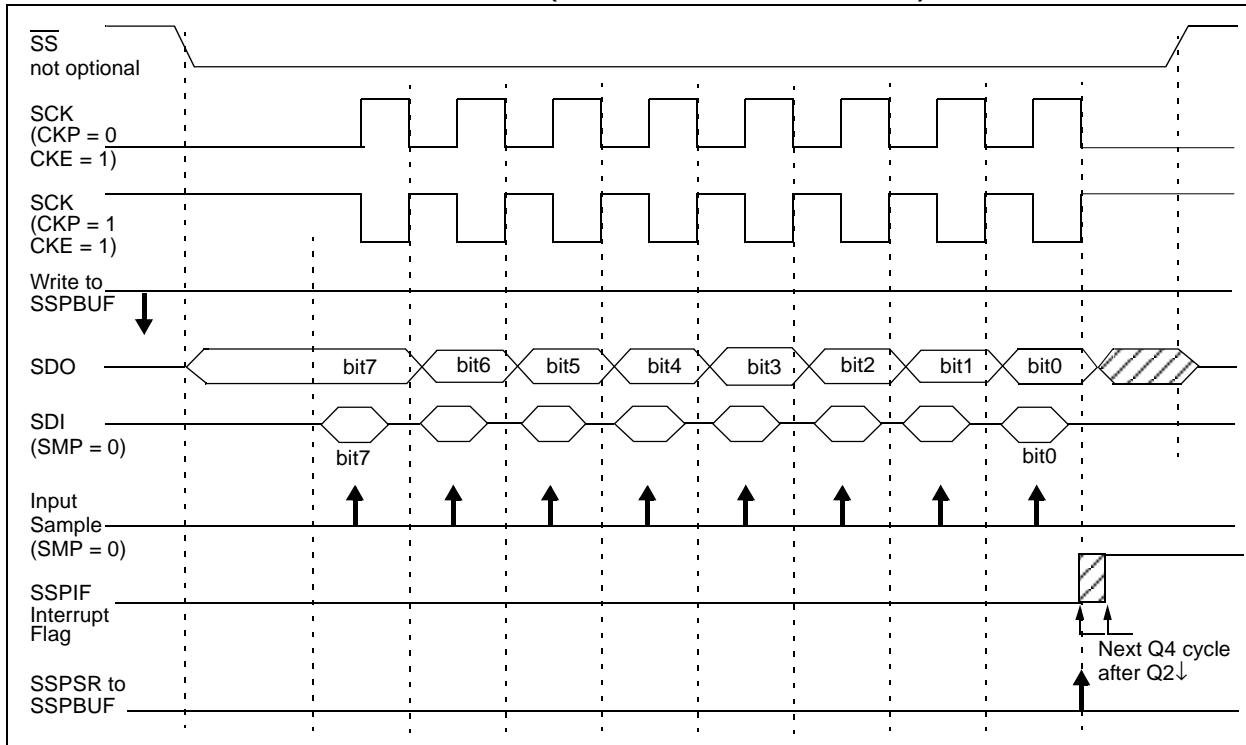 SS
not optional
SCK
(CKP = 0
CKE = 1)
SCK
(CKP = 1
CKE = 1)
Write to
SSPBUF
SDO
bit7 bit6 bit5 bit4 bit3 bit2 bit1 bit0
SDI
(SMP = 0)
bit7 bit0
Input
Sample
(SMP = 0)
SSPIF
Interrupt
Flag
Next Q4 cycle
after Q2↓
SSPSR to
SSPBUF